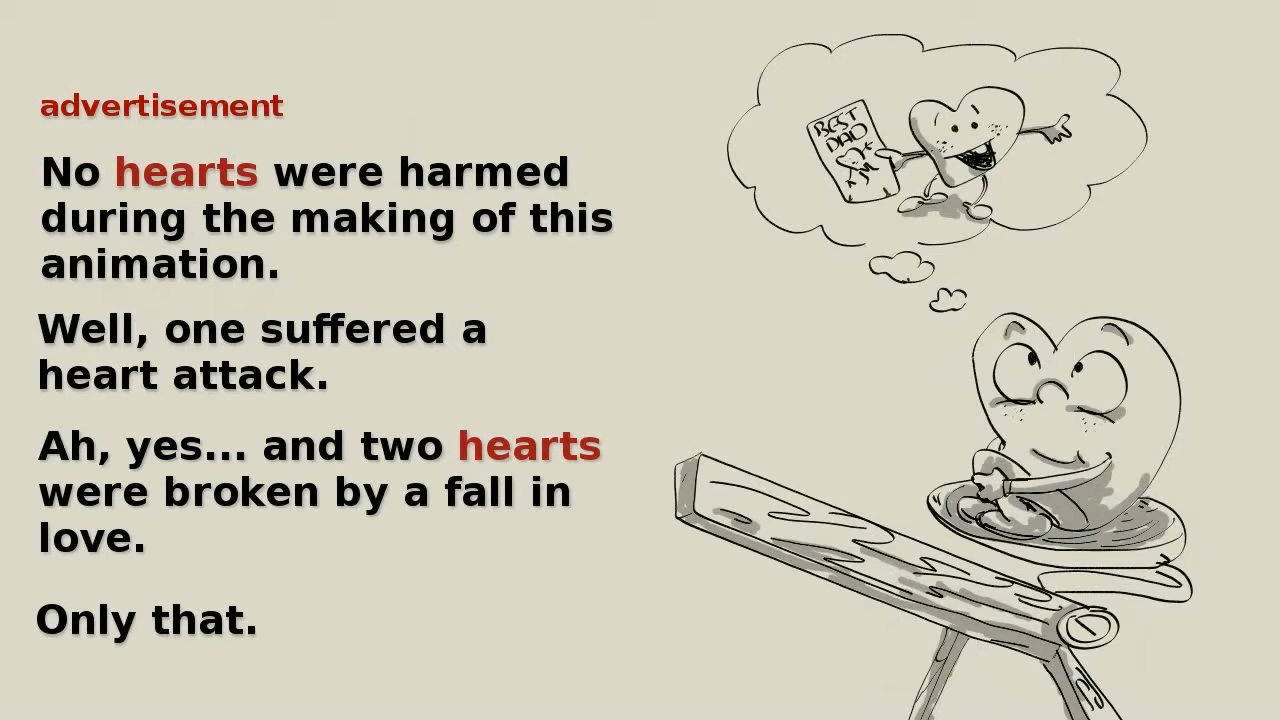 advertisement
No hearts were harmed
during the making of this
animation.
Well, one suffered a
heart attack.
Ah, yes... and two hearts
were broken by a fall in
love.
Only that.
BEST
DAD